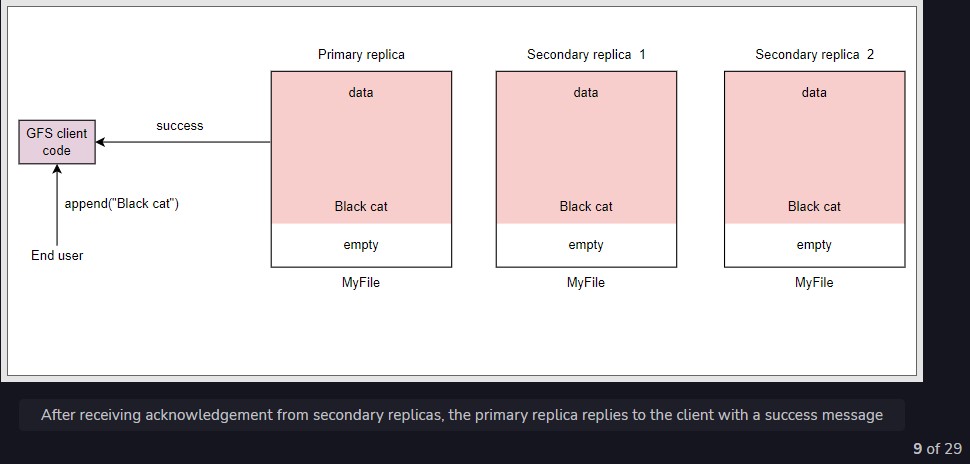 Primary replica
Secondary replica 1
Secondary replica 2
data
data
data
success
GFS client
code
append("Black cat")
Black cat
Black cat
Black cat
End user
empty
empty
empty
MyFile
MyFile
MyFile
After receiving acknowledgement from secondary replicas, the primary replica replies to the client with a success message
9 of 29